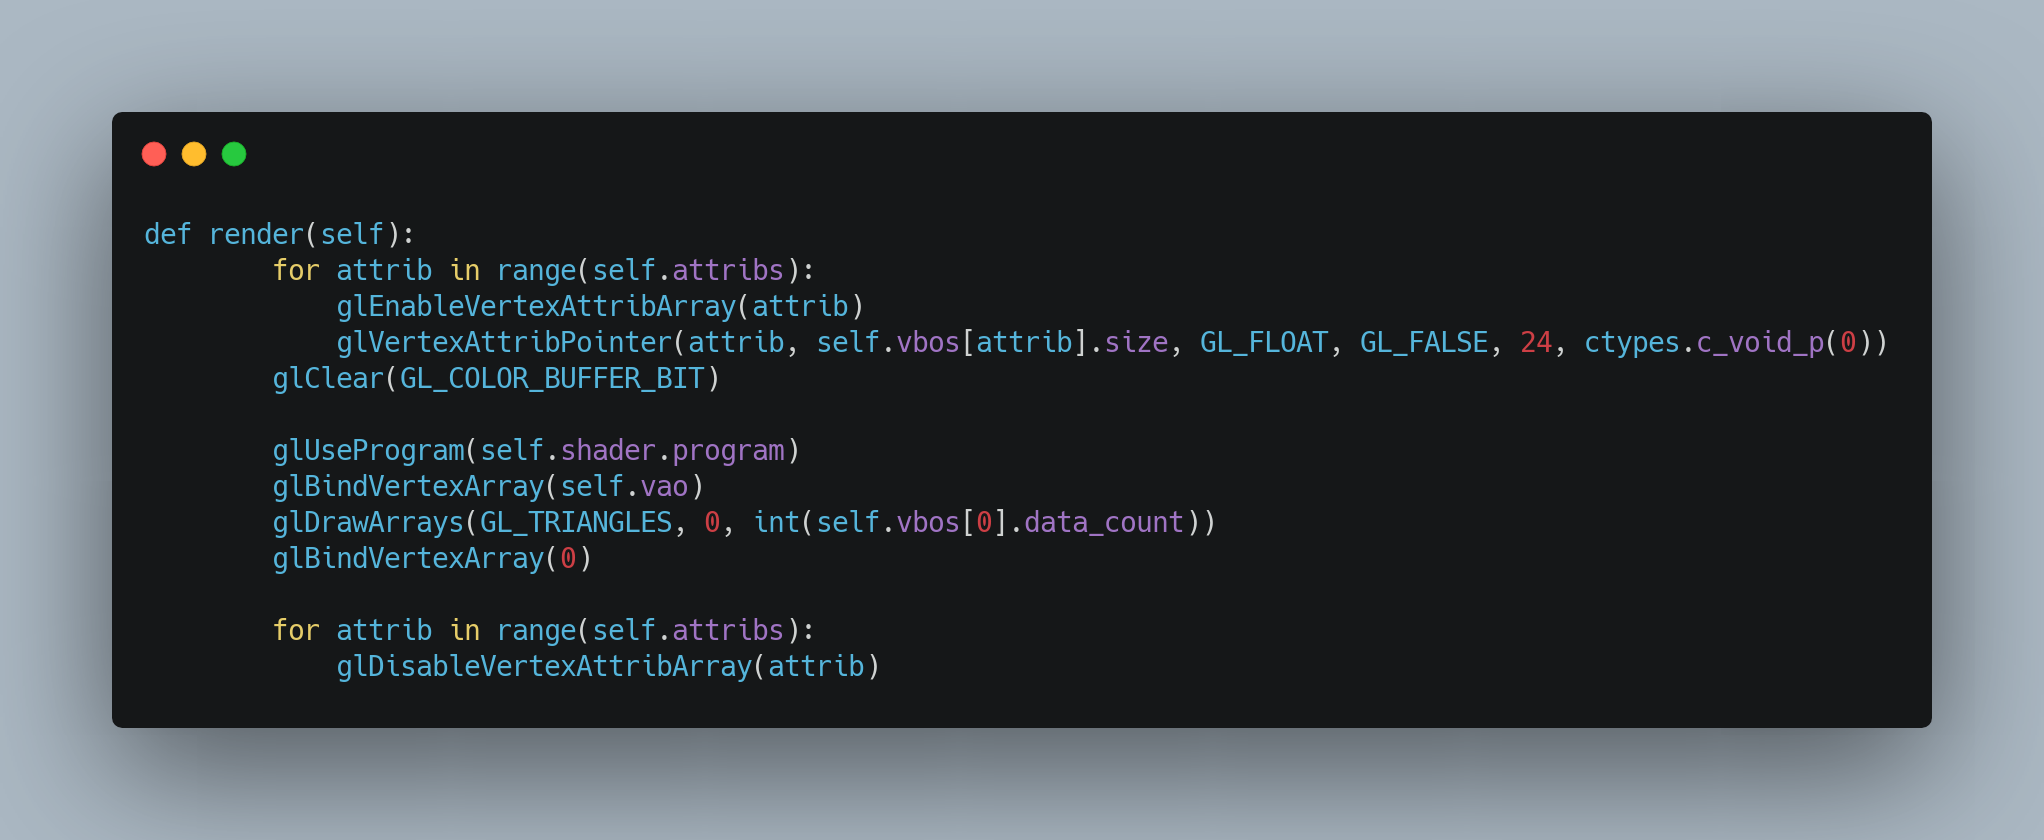 def render(self):
        for attrib in range(self.attribs):
            glEnableVertexAttribArray(attrib)
            glVertexAttribPointer(attrib, self.vbos[attrib].size, GL_FLOAT, GL_FALSE, 24, ctypes.c_void_p(0))
        glClear(GL_COLOR_BUFFER_BIT)

        glUseProgram(self.shader.program)
        glBindVertexArray(self.vao)
        glDrawArrays(GL_TRIANGLES, 0, int(self.vbos[0].data_count))
        glBindVertexArray(0)

        for attrib in range(self.attribs):
            glDisableVertexAttribArray(attrib)